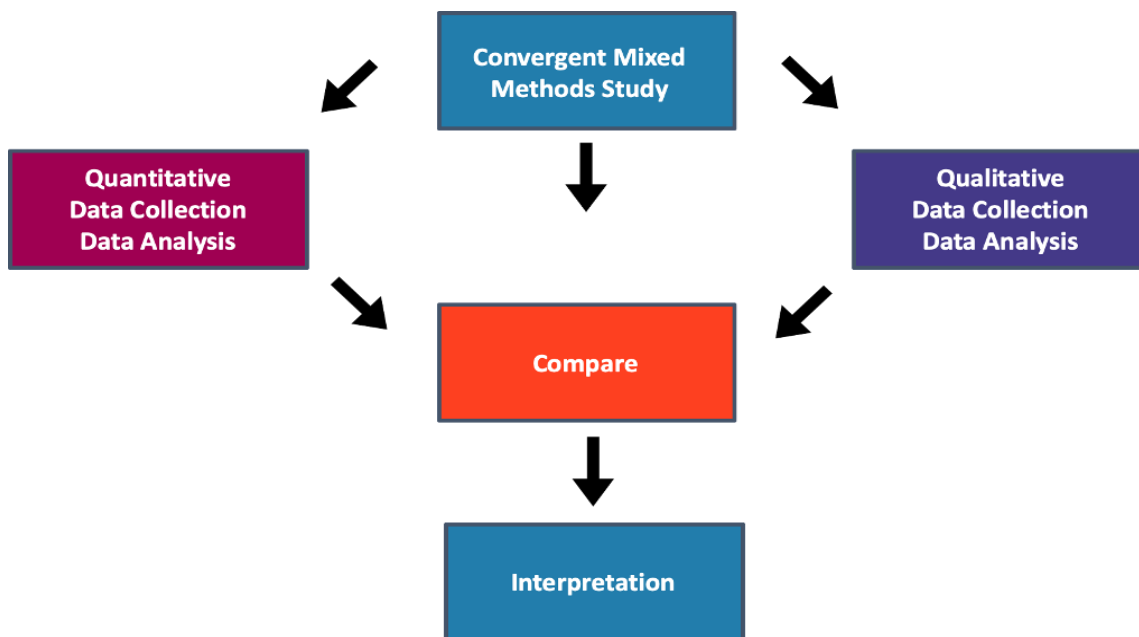 Convergent Mixed
Methods Study
Quantitative
Data Collection
Data Analysis
Qualitative
Data Collection
Data Analysis
Compare
Interpretation